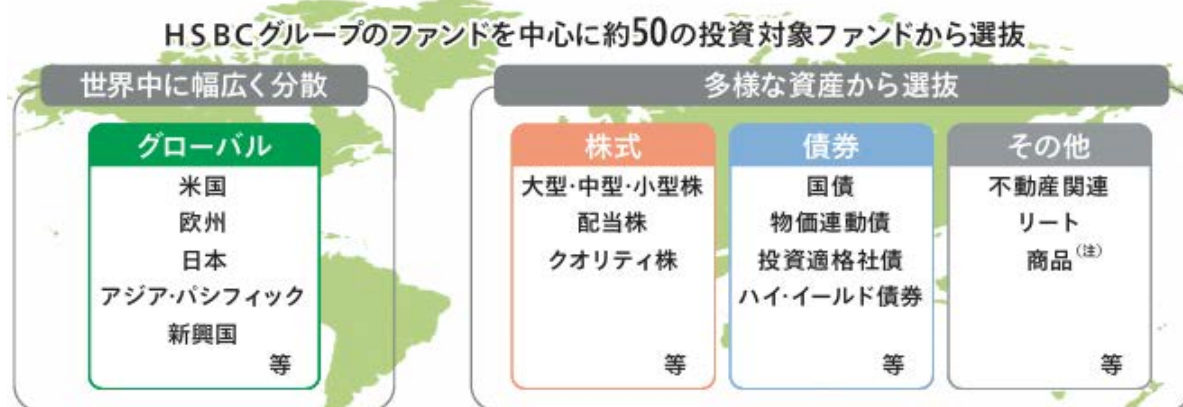 HSBCグループのファンドを中心に約50の投資対象ファンドから選抜
世界中に幅広く分散
グローバル
米国
欧州
日本
アジア・パシフィック
新興国
等
多様な資産から選抜
株式
大型・中型・小型株
配当株
クオリティ株
等
債券
国債
物価連動債
投資適格社債
ハイ・イールド債券
等
その他
不動産関連
リート
商品(注)
等